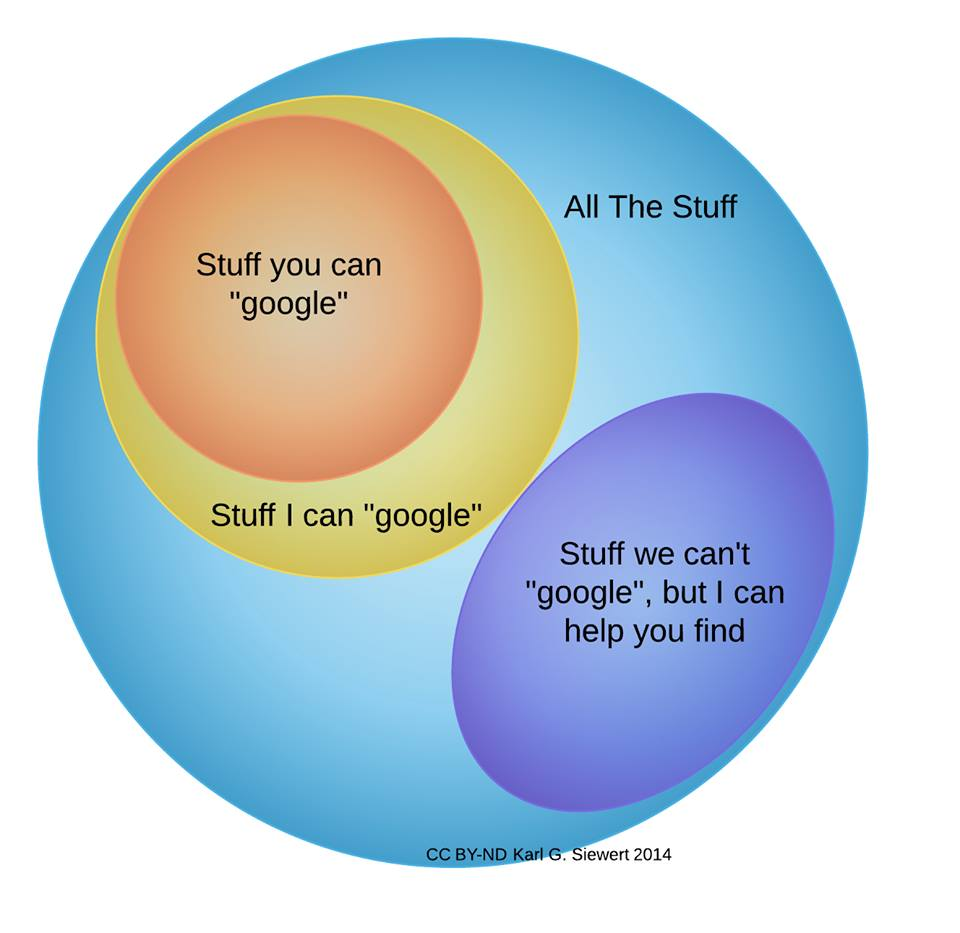 All The Stuff
Stuff you can
"google"
Stuff I can "google"
Stuff we can't
"google", but I can
help you find
CC BY-ND Karl G. Siewert 2014